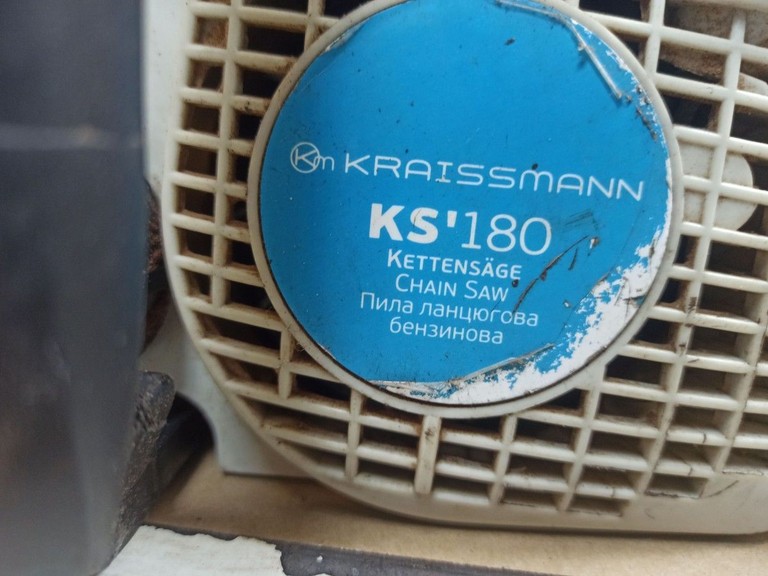 Km KRAISSMANN
KS'180
KETTENSÄGE
CHAIN SAW
Пила ланцюгова
бензинова